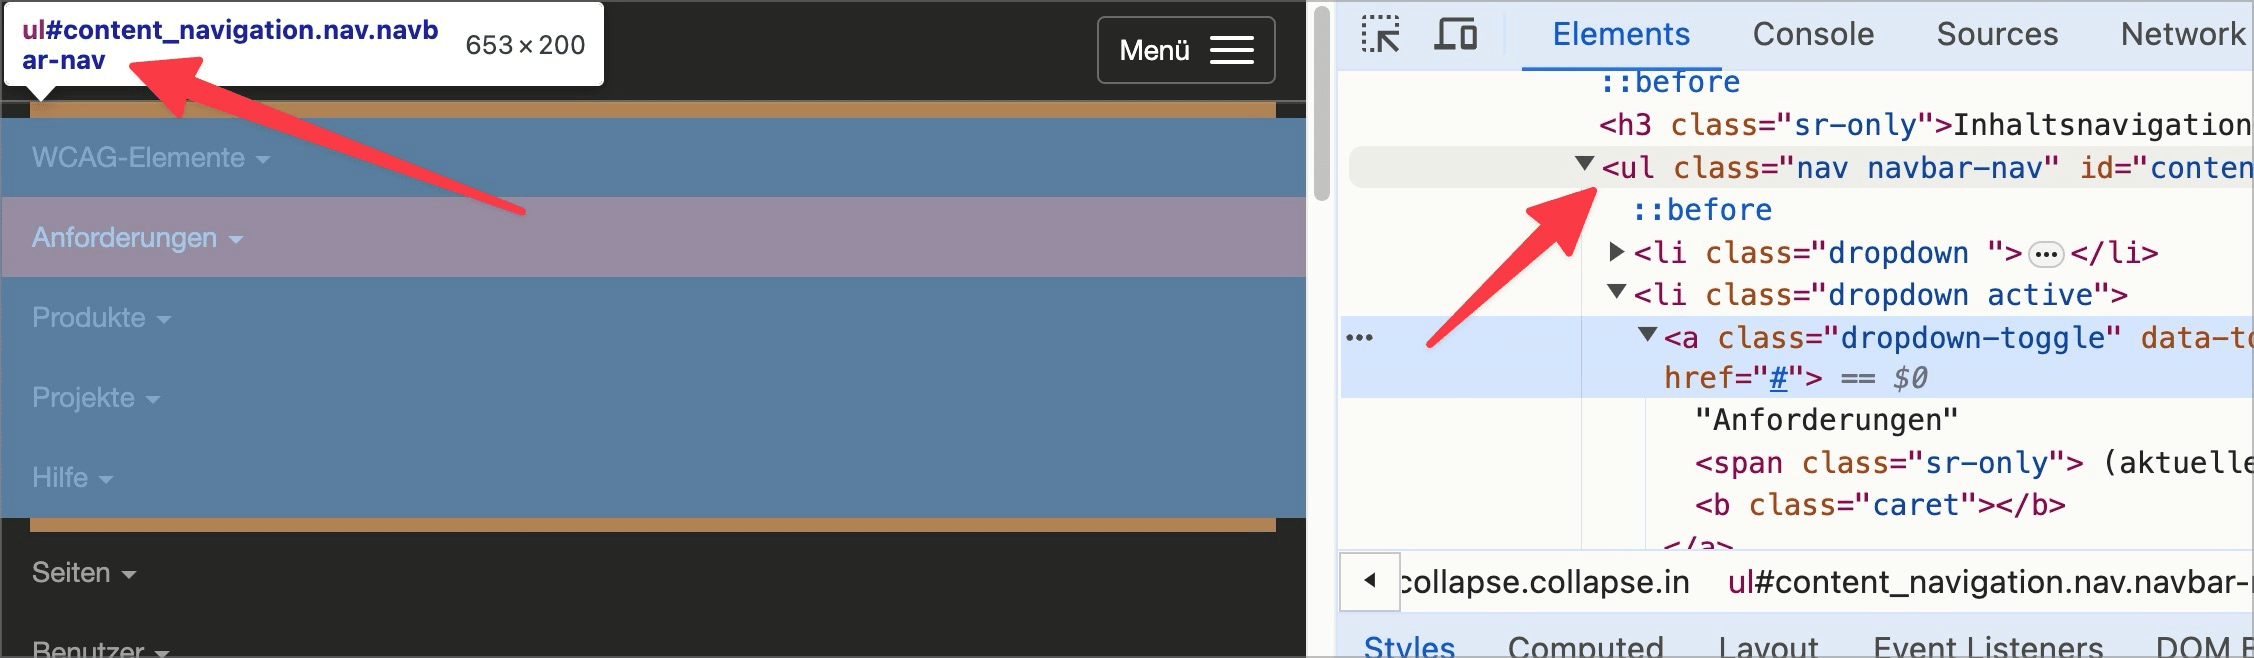 ul#content_navigation.nav.navb
ar-nav
653 × 200
Menü
WCAG-Elemente
Anforderungen
Produkte
Projekte
Hilfe
Seiten
Benutzer
Elements Console Sources Network
::before
<h3 class="sr-only">Inhaltsnavigation
<ul class="nav navbar-nav" id="conten
::before
<li class="dropdown ">…</li>
<li class="dropdown active">
<a class="dropdown-toggle" data-to
href="#"> == $0
"Anforderungen"
<span class="sr-only"> (aktuelle
<b class="caret"></b>
</a>
collapse.collapse.in ul#content_navigation.nav.navbar-
Styles Computed Layout Event Listeners DOM